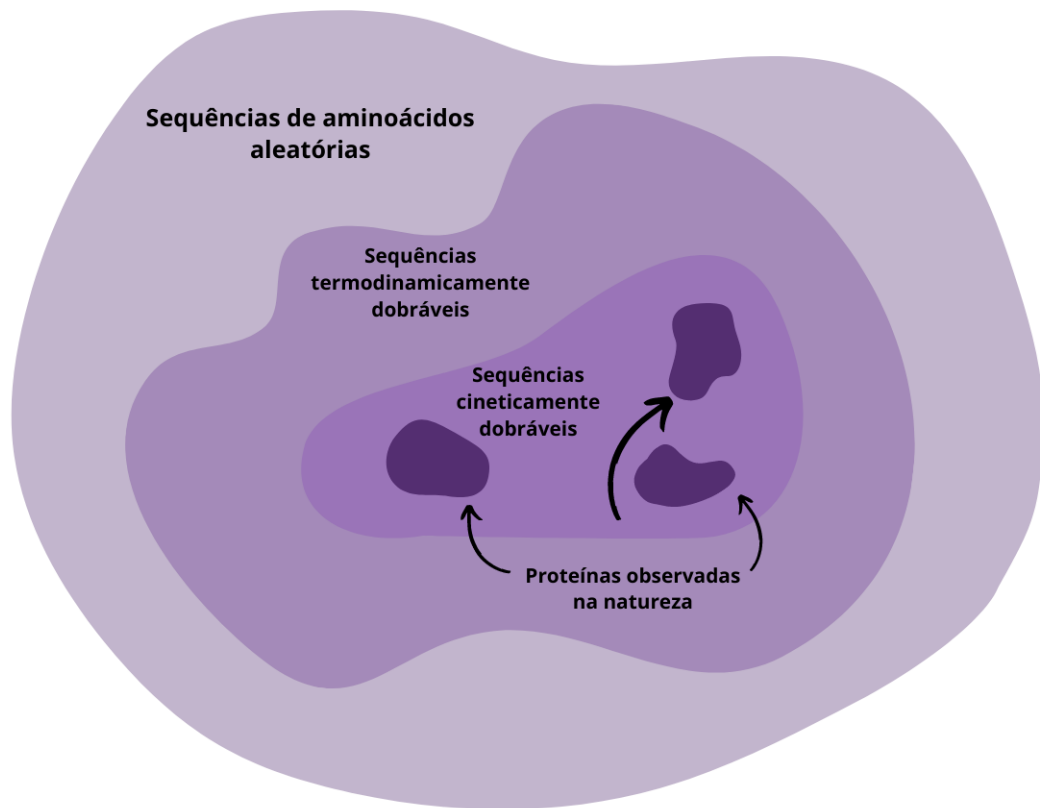 Sequências de aminoácidos
aleatórias
Sequências
termodinamicamente
dobráveis
Sequências
cineticamente
dobráveis
Proteínas observadas
na natureza